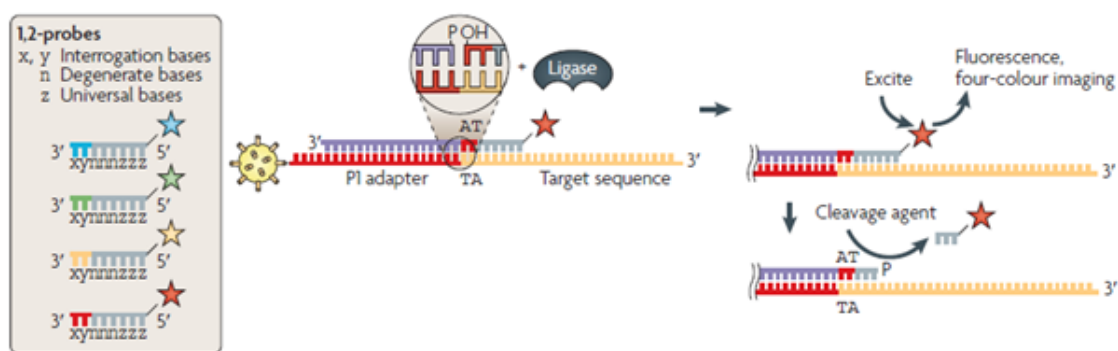 1,2-probes
x, y Interrogation bases
n Degenerate bases
z Universal bases
3′ 5′
xynnnzzz
3′ 5′
xynnnzzz
3′ 5′
xynnnzzz
3′ 5′
xynnnzzz
P OH
+ Ligase
AT
3′
3′
P1 adapter TA Target sequence
Excite
Fluorescence,
four-colour imaging
3′
Cleavage agent
AT
P
3′
TA